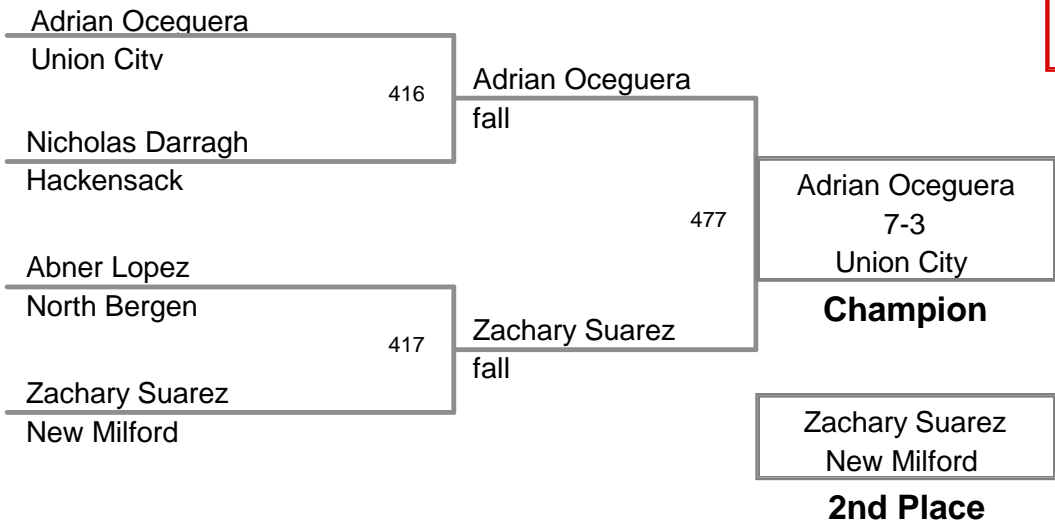 Adrian Oceguera
Union City
416
Adrian Oceguera
fall
Nicholas Darragh
Hackensack
477
Adrian Oceguera
7-3
Union City
Champion
Abner Lopez
North Bergen
417
Zachary Suarez
fall
Zachary Suarez
New Milford
Zachary Suarez
New Milford
2nd Place